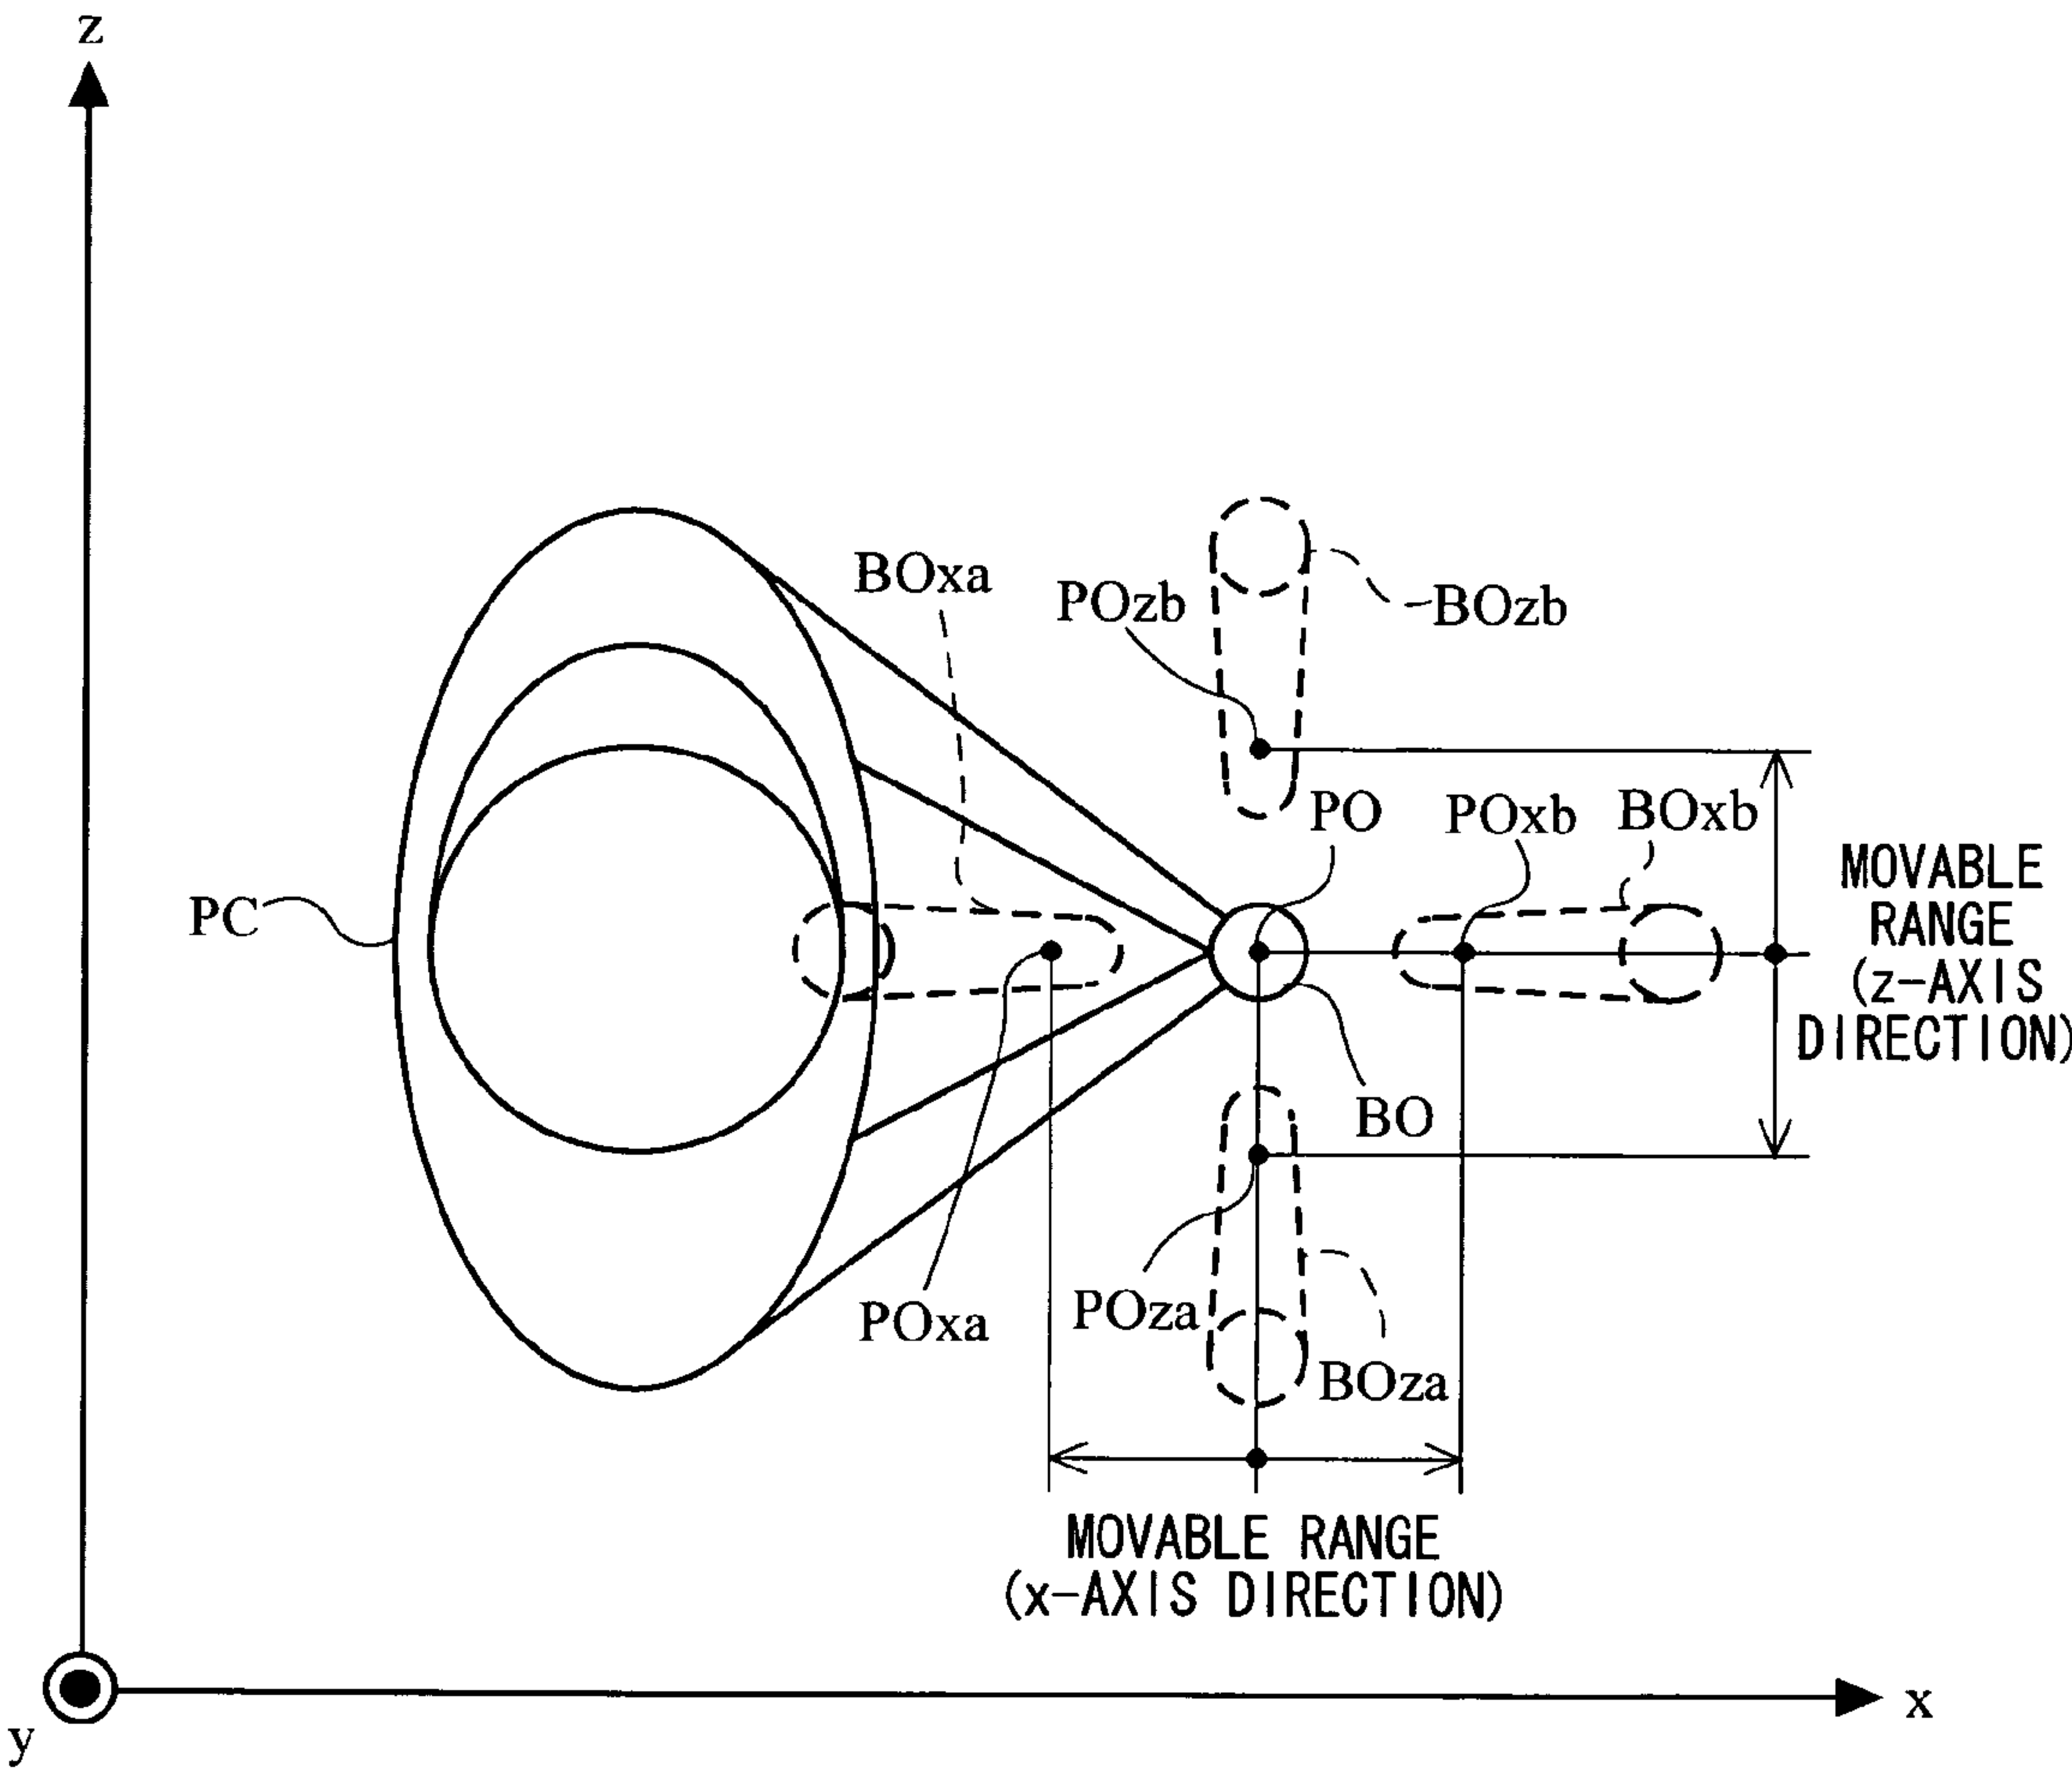 z
BOxa
POzb
BOzb
PO
POxb
BOxb
MOVABLE
RANGE
(z-AXIS
DIRECTION)
PC
BO
POxa
POza
BOza
MOVABLE RANGE
(x-AXIS DIRECTION)
x
y